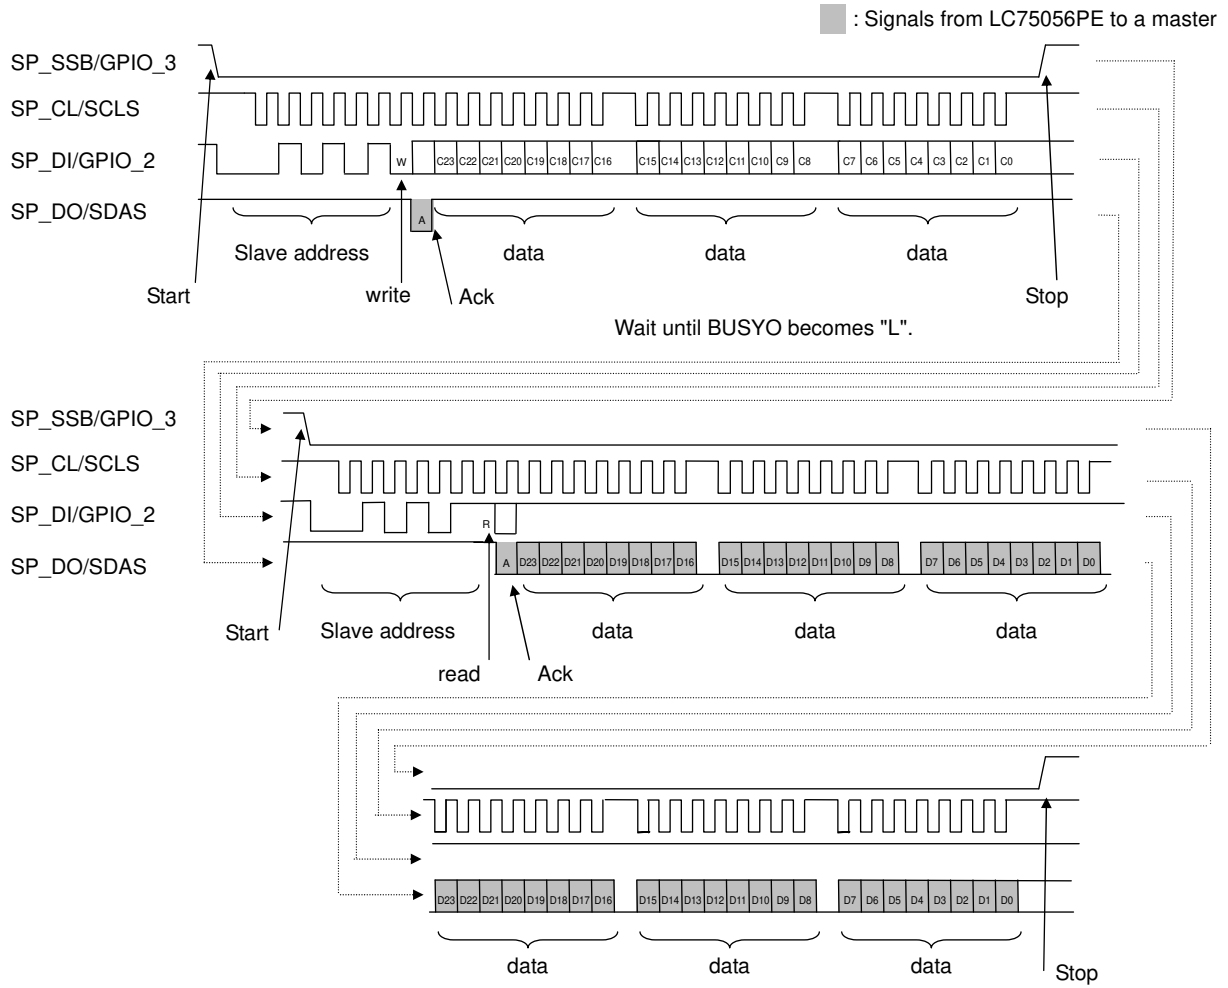 : Signals from LC75056PE to a master
SP_SSB/GPIO_3
SP_CL/SCLS
SP_DI/GPIO_2
W C23 C22 C21 C20 C19 C18 C17 C16 C15 C14 C13 C12 C11 C10 C9 C8 C7 C6 C5 C4 C3 C2 C1 C0
SP_DO/SDAS
A
Slave address data data data
Start write Ack Stop
Wait until BUSYO becomes "L".
SP_SSB/GPIO_3
SP_CL/SCLS
SP_DI/GPIO_2
R
SP_DO/SDAS
A D23 D22 D21 D20 D19 D18 D17 D16 D15 D14 D13 D12 D11 D10 D9 D8 D7 D6 D5 D4 D3 D2 D1 D0
Start Slave address data data data
read Ack
D23 D22 D21 D20 D19 D18 D17 D16 D15 D14 D13 D12 D11 D10 D9 D8 D7 D6 D5 D4 D3 D2 D1 D0
data data data Stop